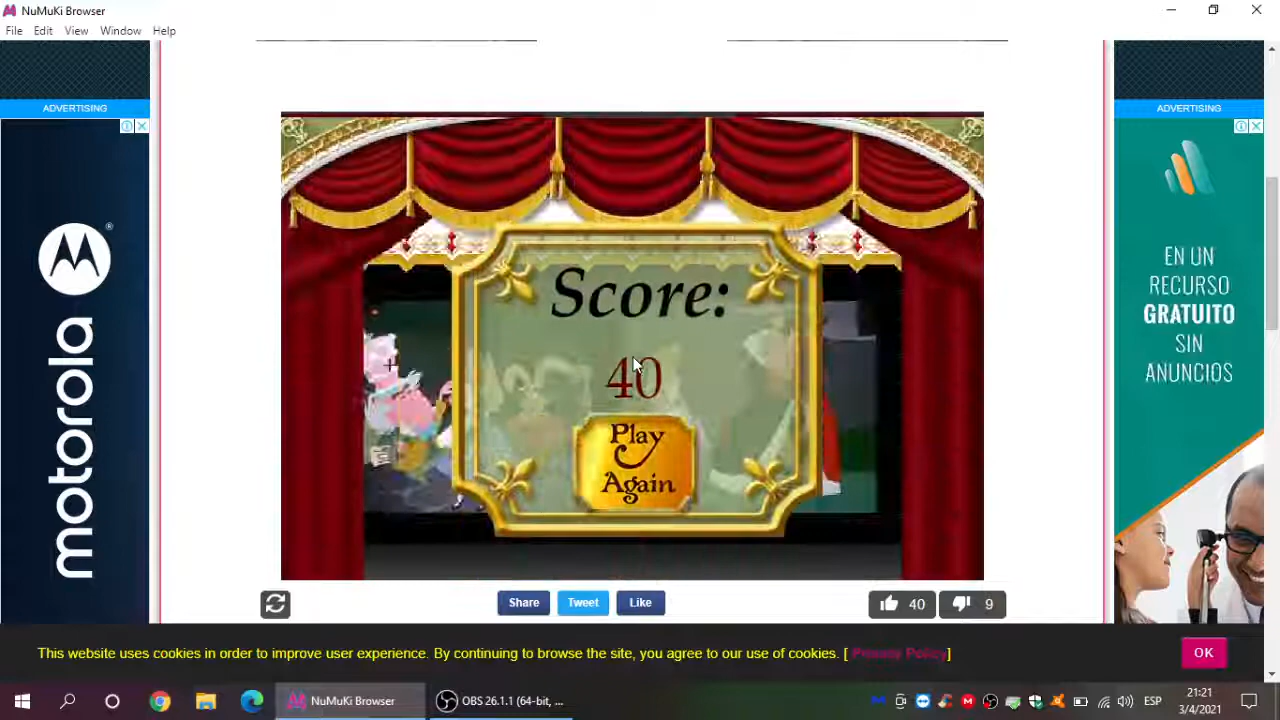 NuMuKi Browser
File Edit View Window Help
ADVERTISING
ADVERTISING
motorola
Score:
40
Play
Again
EN UN
RECURSO
GRATUITO
SIN
ANUNCIOS
Share Tweet Like 40 9
This website uses cookies in order to improve user experience. By continuing to browse the site, you agree to our use of cookies. [ Privacy Policy]
OK
NuMuKi Browser
OBS 26.1.1 (64-bit, ...
ESP
21:21
3/4/2021